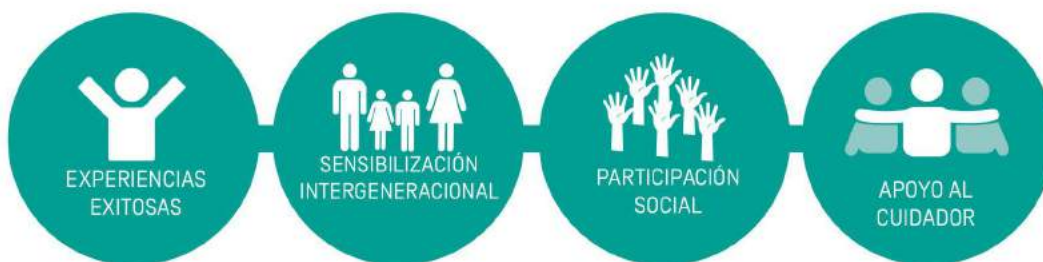 EXPERIENCIAS
EXITOSAS
SENSIBILIZACIÓN
INTERGENERACIONAL
PARTICIPACIÓN
SOCIAL
APOYO AL
CUIDADOR